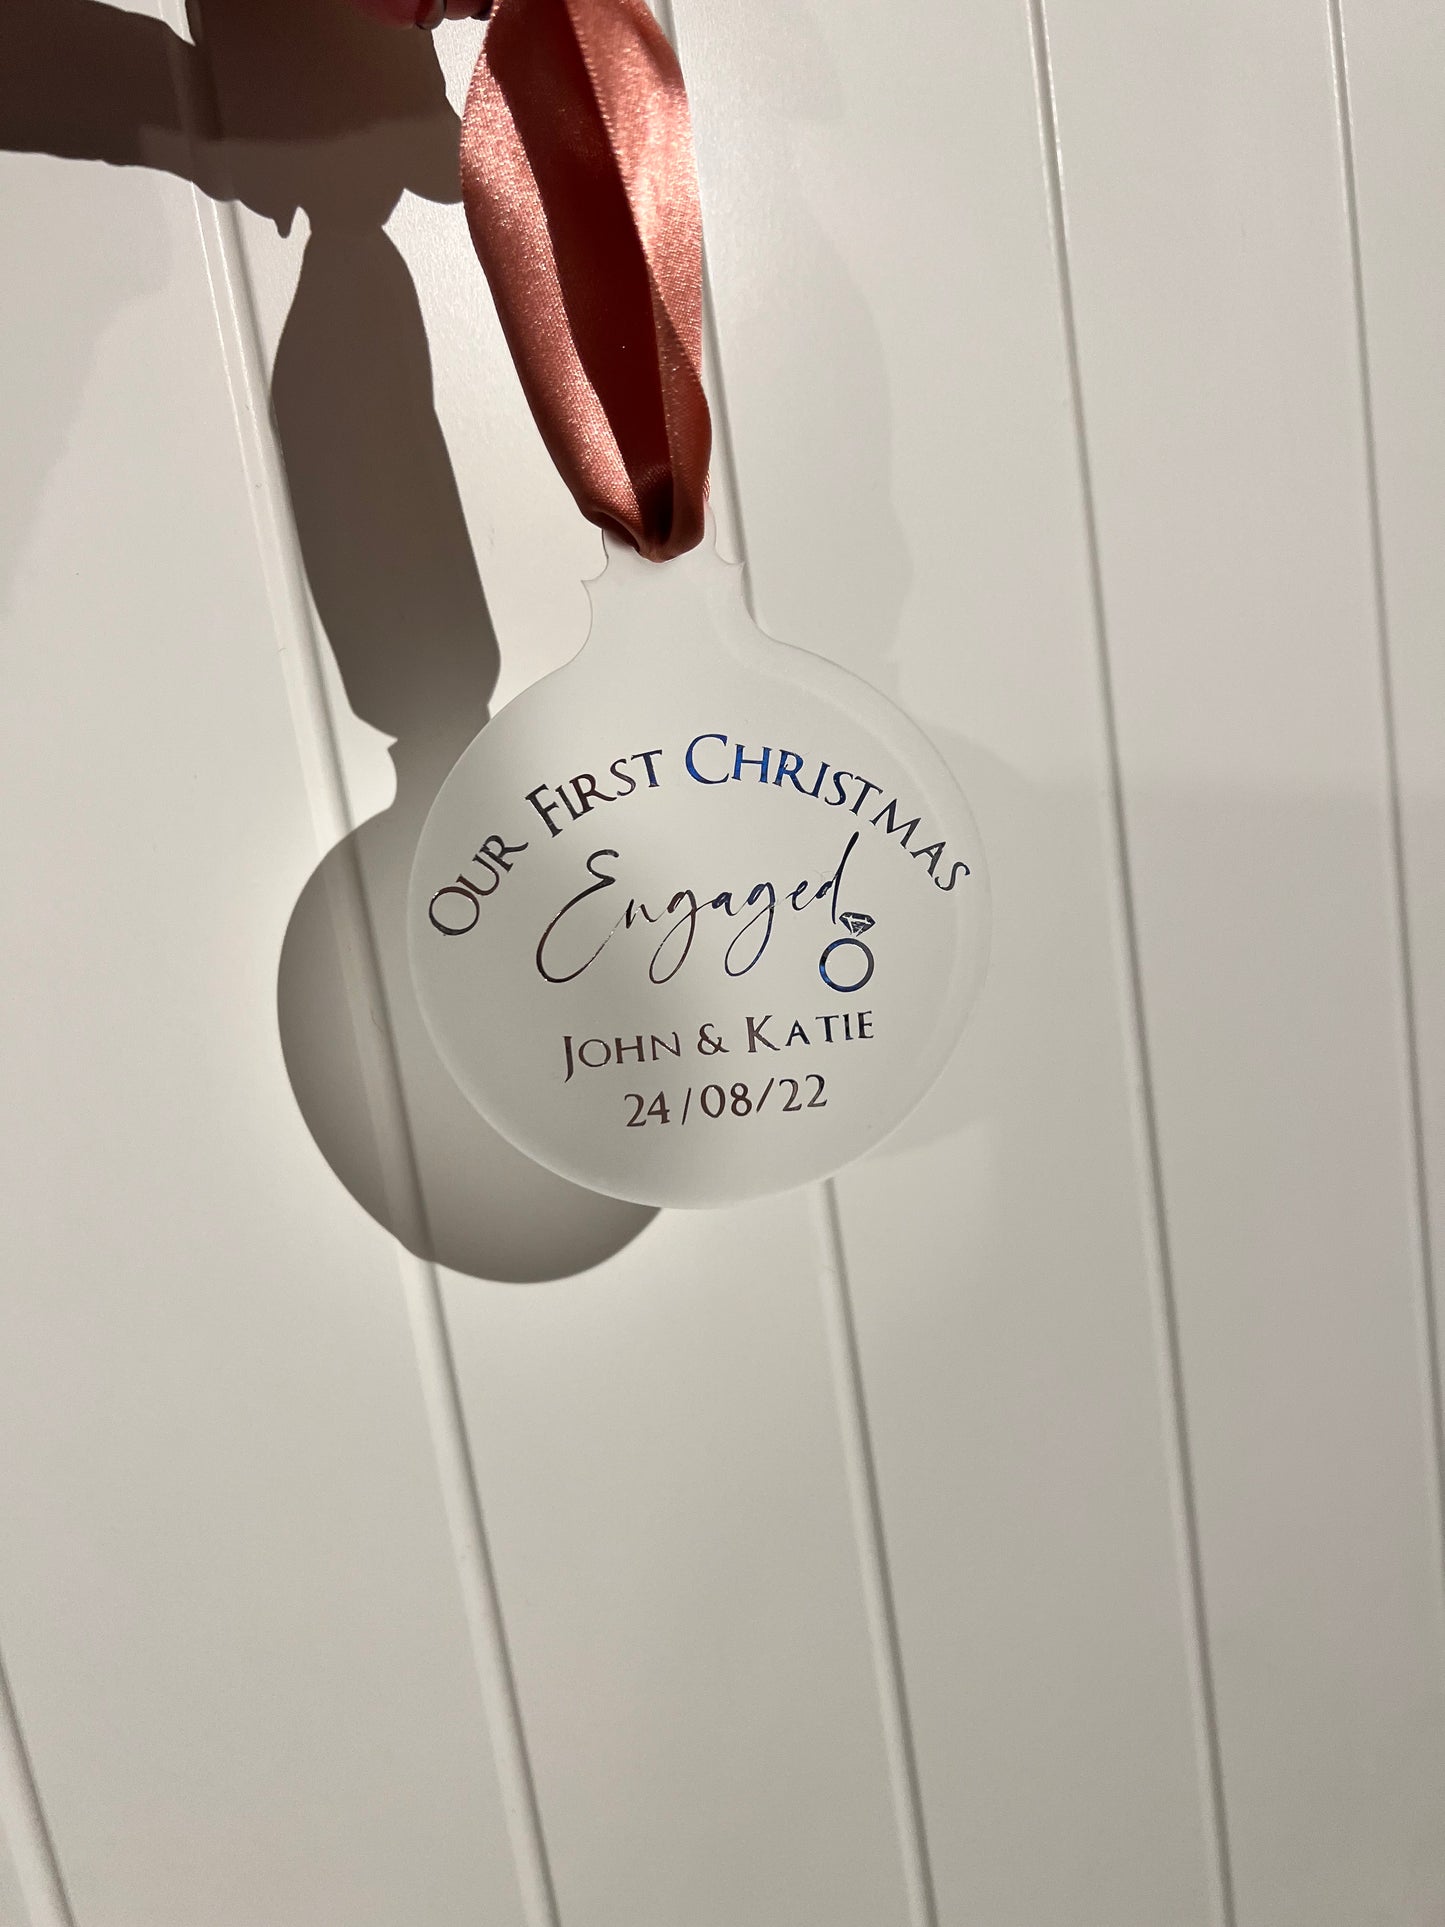 Our First Christmas
Engaged
John & Katie
24/08/22